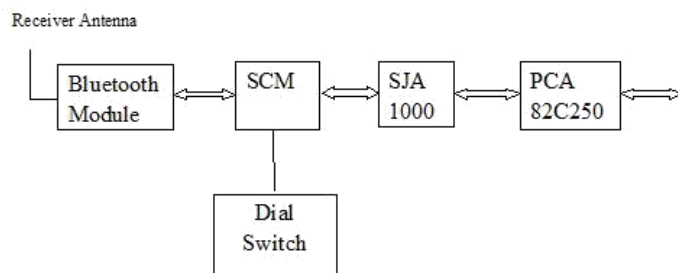 Receiver Antenna
Bluetooth
Module
SCM
SJA
1000
PCA
82C250
Dial
Switch